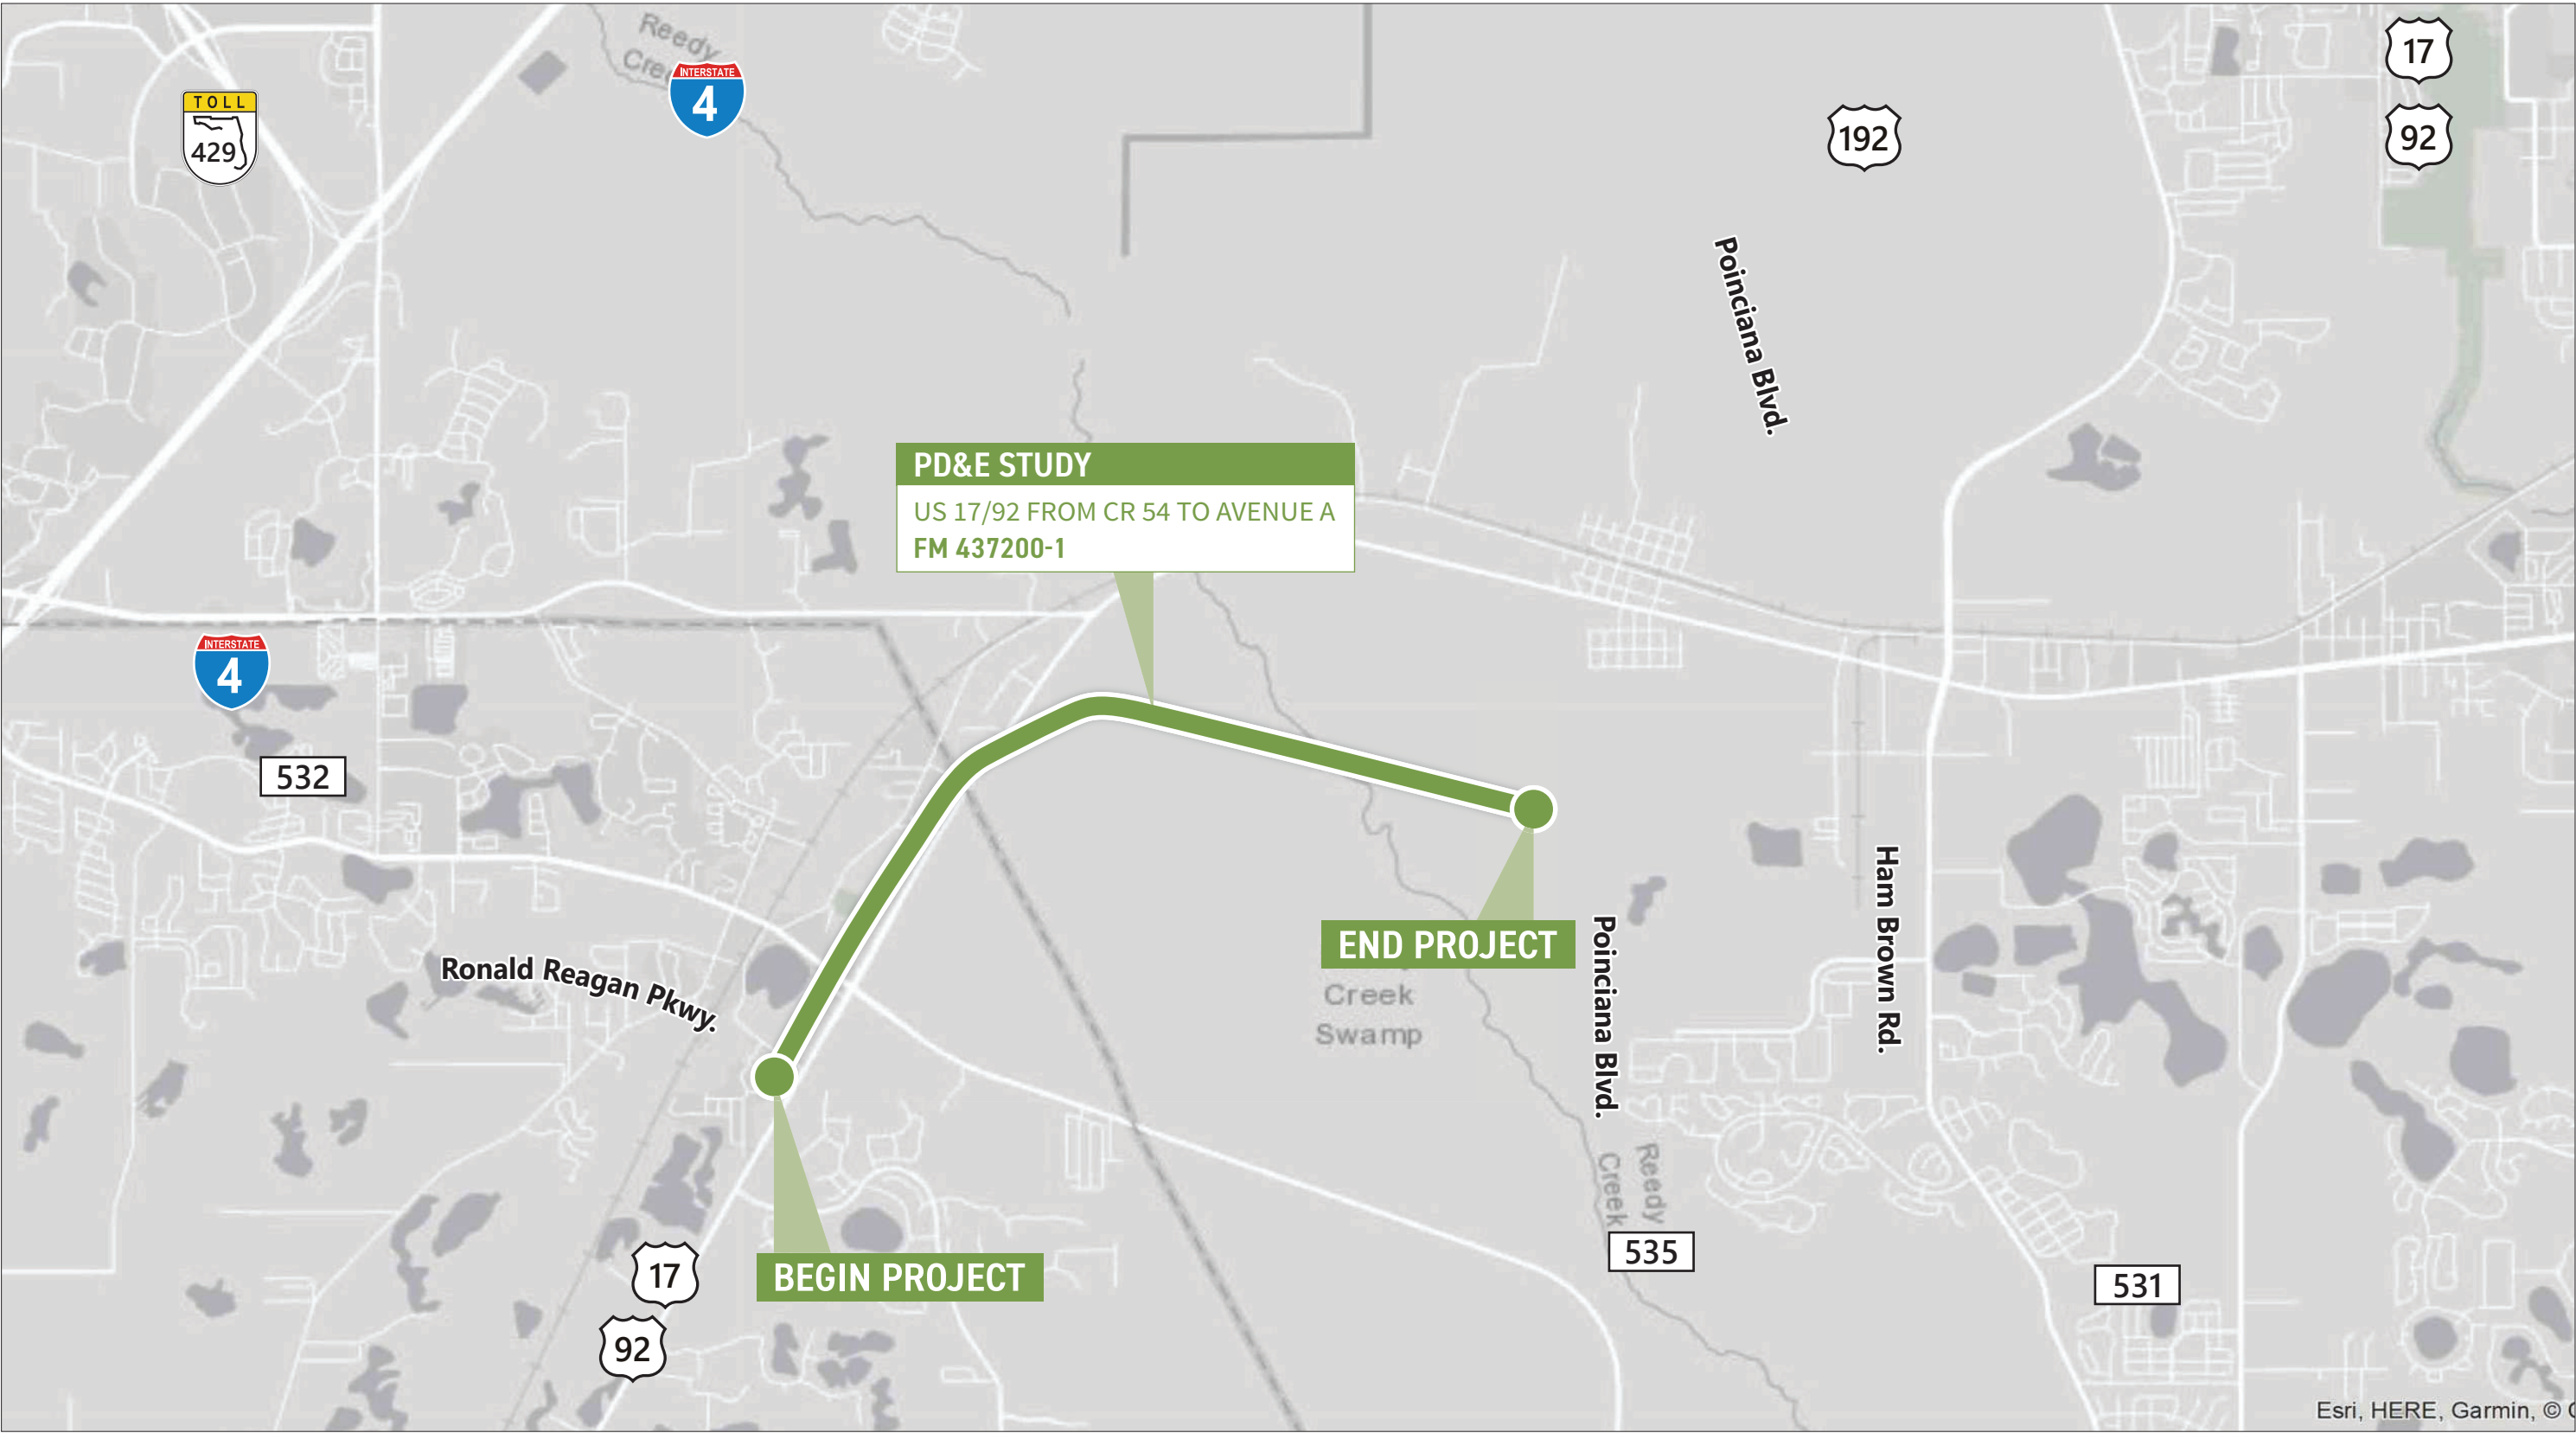 Reedy
Creek
INTERSTATE
4
17
TOLL
429
192
92
Poinciana Blvd.
PD&E STUDY
US 17/92 FROM CR 54 TO AVENUE A
FM 437200-1
INTERSTATE
4
532
END PROJECT
Ham Brown Rd.
Ronald Reagan Pkwy.
Creek
Swamp
Poinciana Blvd.
Reedy
Creek
535
BEGIN PROJECT
17
531
92
Esri, HERE, Garmin, ©